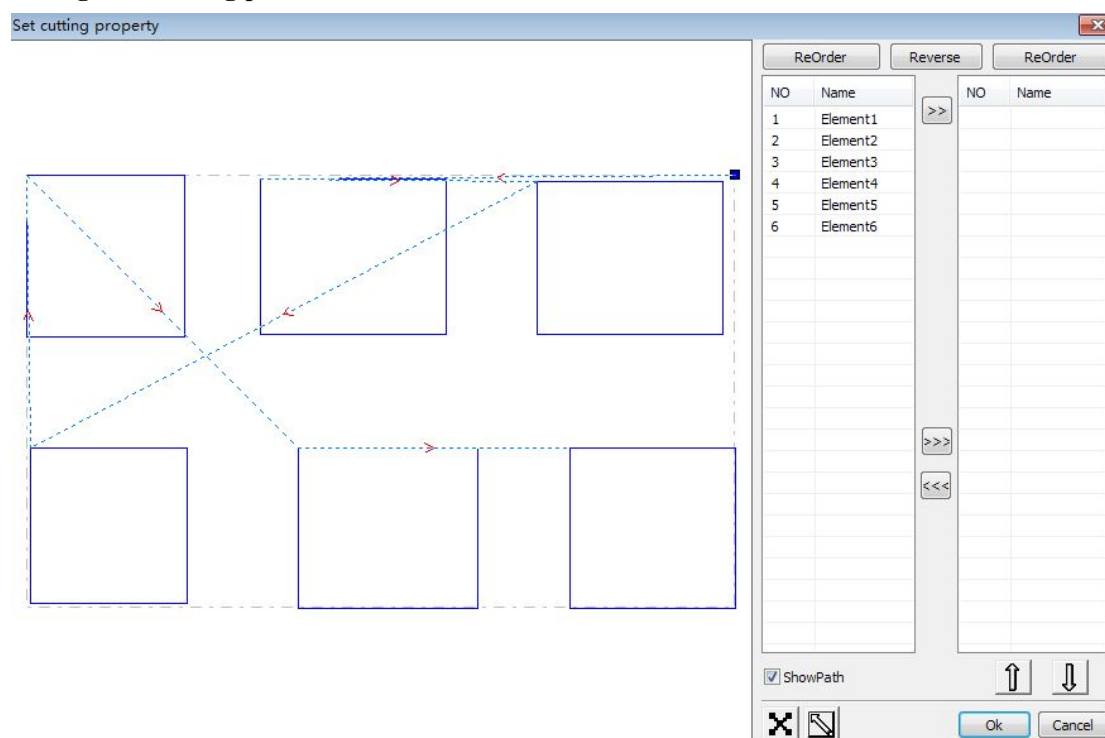 Set cutting property
ReOrder Reverse ReOrder
NO Name >> NO Name
1 Element1
2 Element2
3 Element3
4 Element4
5 Element5
6 Element6
>>>
<<<
ShowPath
Ok Cancel